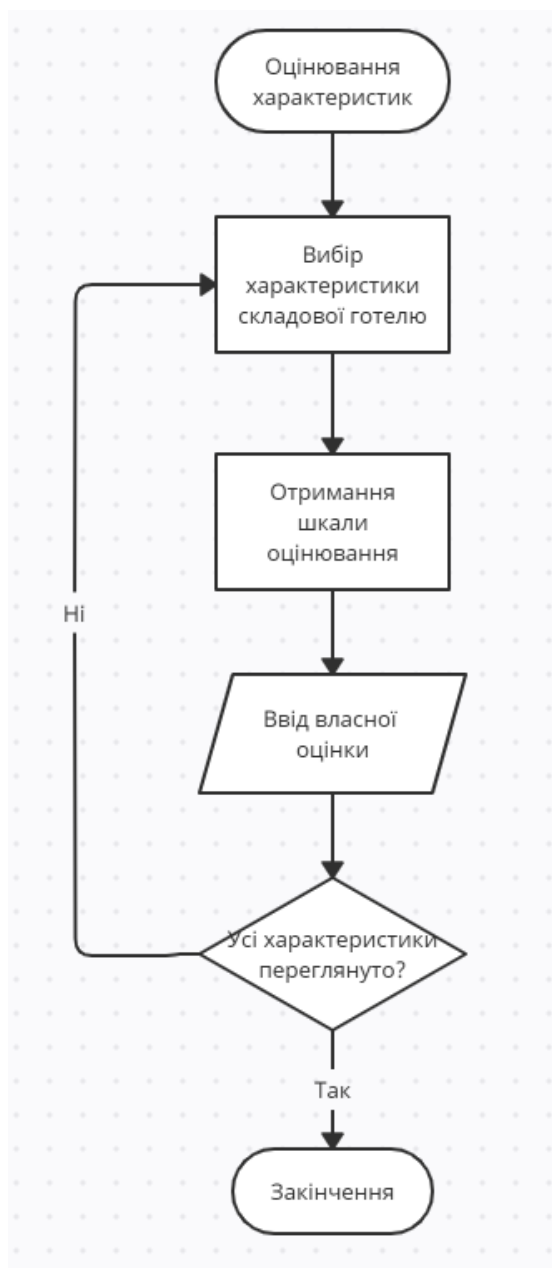 Оцінювання
характеристик
Вибір
характеристики
складової готелю
Отримання
шкали
оцінювання
Ні
Ввід власної
оцінки
Усі характеристики
переглянуто?
Так
Закінчення